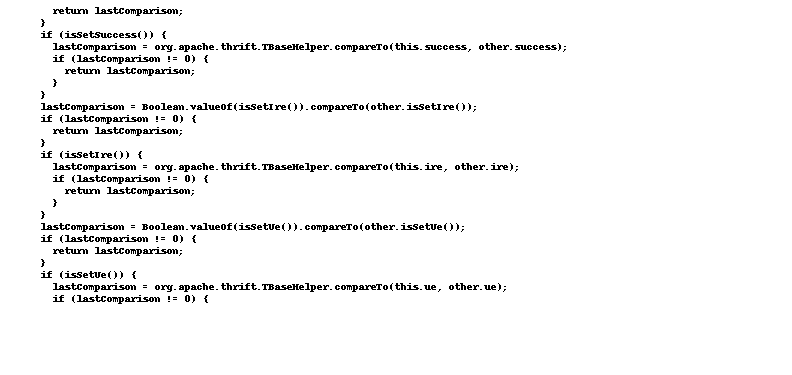 return lastComparison;
}
if (isSetSuccess()) {
lastComparison = org.apache.thrift.TBaseHelper.compareTo(this.success, other.success);
if (lastComparison != 0) {
return lastComparison;
}
}
lastComparison = Boolean.valueOf(isSetIre()).compareTo(other.isSetIre());
if (lastComparison != 0) {
return lastComparison;
}
if (isSetIre()) {
lastComparison = org.apache.thrift.TBaseHelper.compareTo(this.ire, other.ire);
if (lastComparison != 0) {
return lastComparison;
}
}
lastComparison = Boolean.valueOf(isSetUe()).compareTo(other.isSetUe());
if (lastComparison != 0) {
return lastComparison;
}
if (isSetUe()) {
lastComparison = org.apache.thrift.TBaseHelper.compareTo(this.ue, other.ue);
if (lastComparison != 0) {